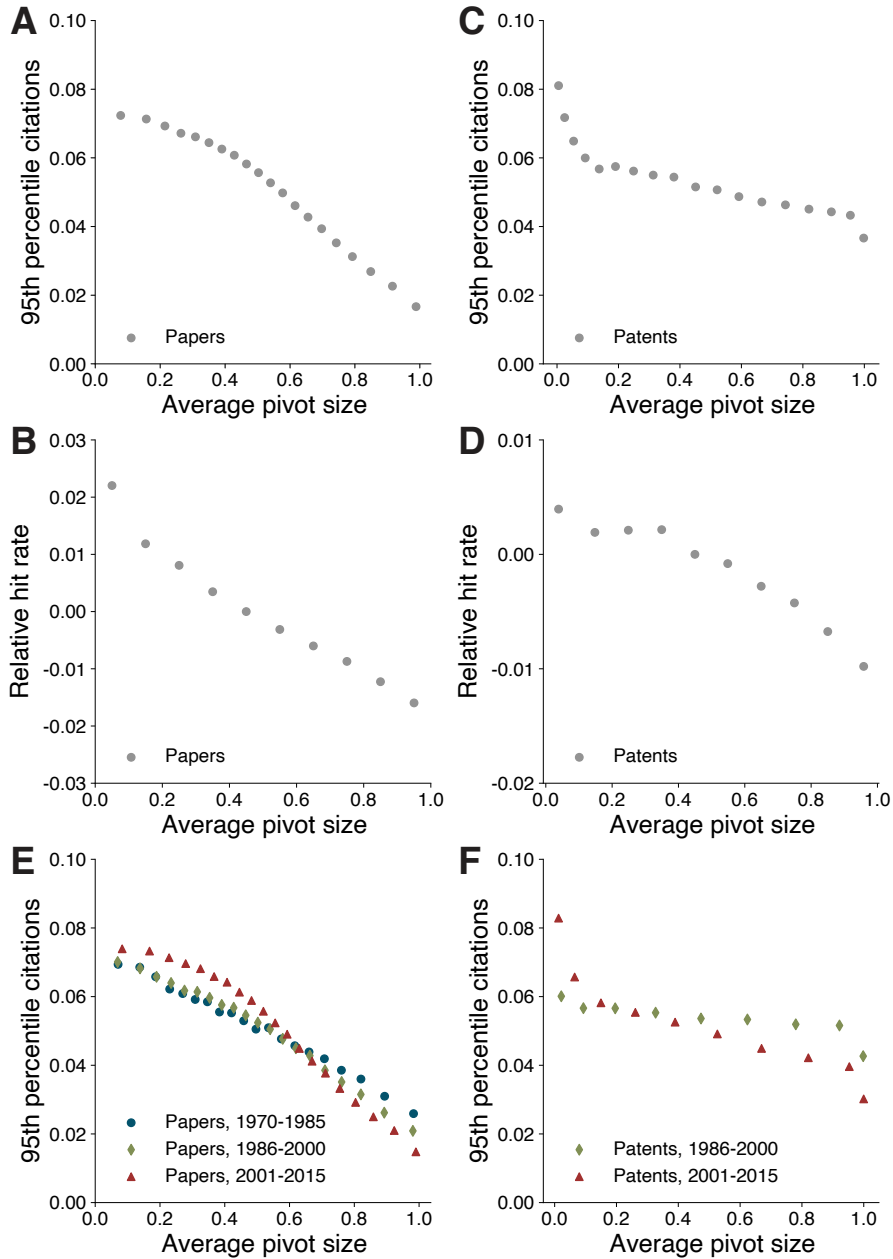 A
95th percentile citations
0.10
0.08
0.06
0.04
0.02
0.00
Papers
0.0 0.2 0.4 0.6 0.8 1.0
Average pivot size
C
95th percentile citations
0.10
0.08
0.06
0.04
0.02
0.00
Patents
0.0 0.2 0.4 0.6 0.8 1.0
Average pivot size
B
Relative hit rate
0.03
0.02
0.01
0.00
-0.01
-0.02
-0.03
Papers
0.0 0.2 0.4 0.6 0.8 1.0
Average pivot size
D
Relative hit rate
0.01
0.00
-0.01
-0.02
Patents
0.0 0.2 0.4 0.6 0.8 1.0
Average pivot size
E
95th percentile citations
0.10
0.08
0.06
0.04
0.02
0.00
Papers, 1970-1985
Papers, 1986-2000
Papers, 2001-2015
0.0 0.2 0.4 0.6 0.8 1.0
Average pivot size
F
95th percentile citations
0.10
0.08
0.06
0.04
0.02
0.00
Patents, 1986-2000
Patents, 2001-2015
0.0 0.2 0.4 0.6 0.8 1.0
Average pivot size